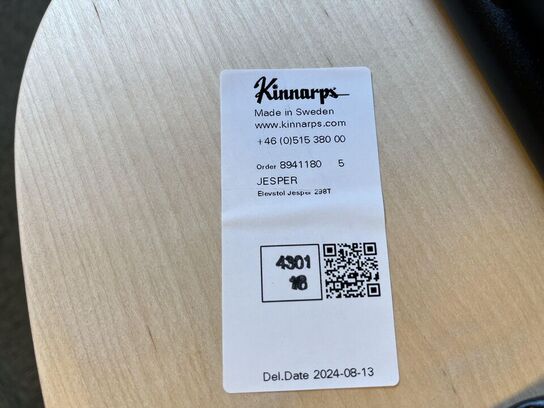 Kinnarps
Made in Sweden
www.kinnarps.com
+46 (0)515 380 00
Order 8941180 5
JESPER
Elevstol Jesper 298T
4301
Del.Date 2024-08-13